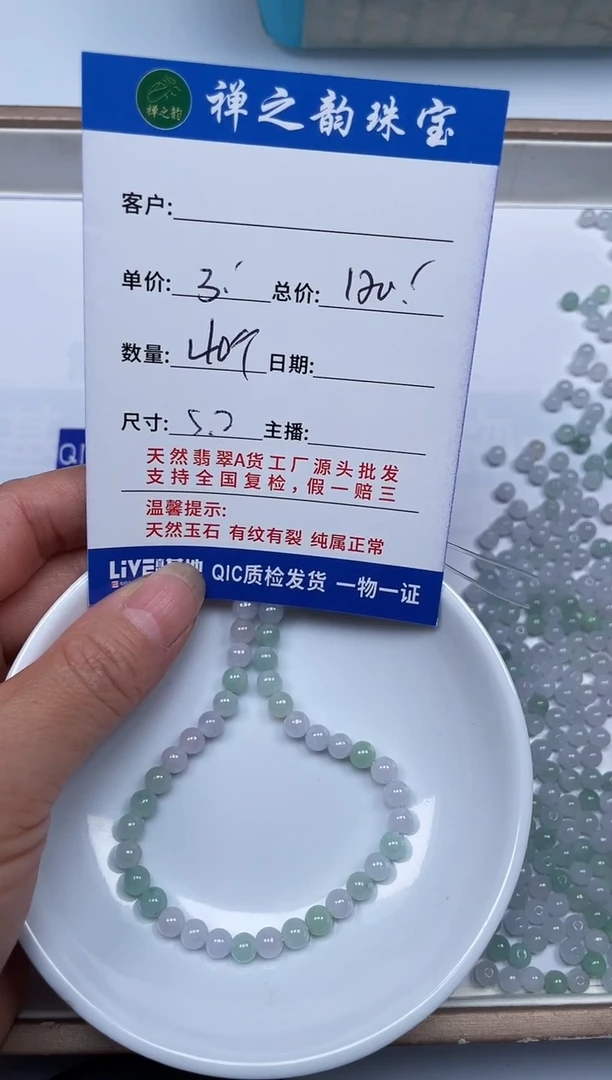 禅之韵
禅之韵珠宝
客户:
单价: 3. 总价: 120.
数量: 409 日期:
尺寸: 5.2 主播:
天然翡翠A货工厂源头批发
支持全国复检,假一赔三
温馨提示:
天然玉石 有纹有裂 纯属正常
LiVE QIC质检发货 一物一证
QI